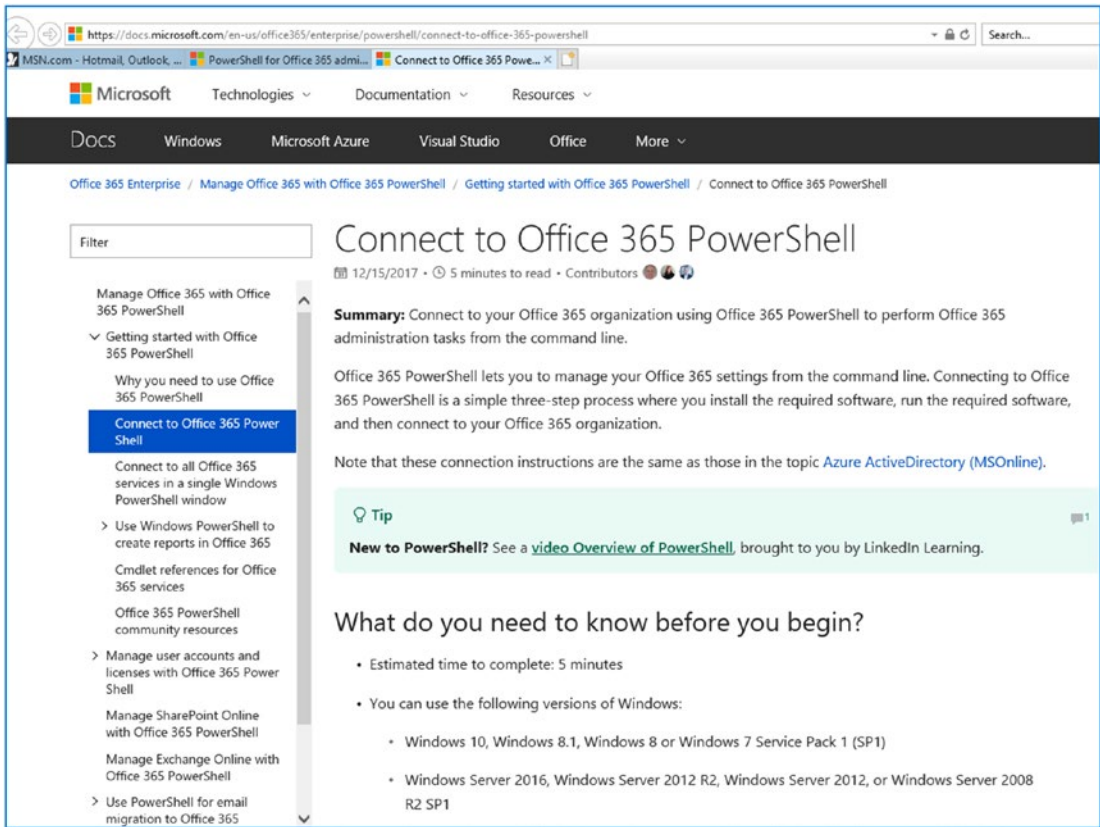 https://docs.microsoft.com/en-us/office365/enterprise/powershell/connect-to-office-365-powershell
Search...
MSN.com - Hotmail, Outlook, ...
PowerShell for Office 365 admi...
Connect to Office 365 Powe...
Microsoft
Technologies
Documentation
Resources
Docs
Windows
Microsoft Azure
Visual Studio
Office
More
Office 365 Enterprise / Manage Office 365 with Office 365 PowerShell / Getting started with Office 365 PowerShell / Connect to Office 365 PowerShell
Filter
Manage Office 365 with Office
365 PowerShell
Getting started with Office
365 PowerShell
Why you need to use Office
365 PowerShell
Connect to Office 365 Power
Shell
Connect to all Office 365
services in a single Windows
PowerShell window
Use Windows PowerShell to
create reports in Office 365
Cmdlet references for Office
365 services
Office 365 PowerShell
community resources
Manage user accounts and
licenses with Office 365 Power
Shell
Manage SharePoint Online
with Office 365 PowerShell
Manage Exchange Online with
Office 365 PowerShell
Use PowerShell for email
migration to Office 365
Connect to Office 365 PowerShell
12/15/2017 • 5 minutes to read • Contributors
Summary: Connect to your Office 365 organization using Office 365 PowerShell to perform Office 365
administration tasks from the command line.
Office 365 PowerShell lets you to manage your Office 365 settings from the command line. Connecting to Office
365 PowerShell is a simple three-step process where you install the required software, run the required software,
and then connect to your Office 365 organization.
Note that these connection instructions are the same as those in the topic Azure ActiveDirectory (MSOnline).
Tip
1
New to PowerShell? See a video Overview of PowerShell, brought to you by LinkedIn Learning.
What do you need to know before you begin?
• Estimated time to complete: 5 minutes
• You can use the following versions of Windows:
• Windows 10, Windows 8.1, Windows 8 or Windows 7 Service Pack 1 (SP1)
• Windows Server 2016, Windows Server 2012 R2, Windows Server 2012, or Windows Server 2008
R2 SP1